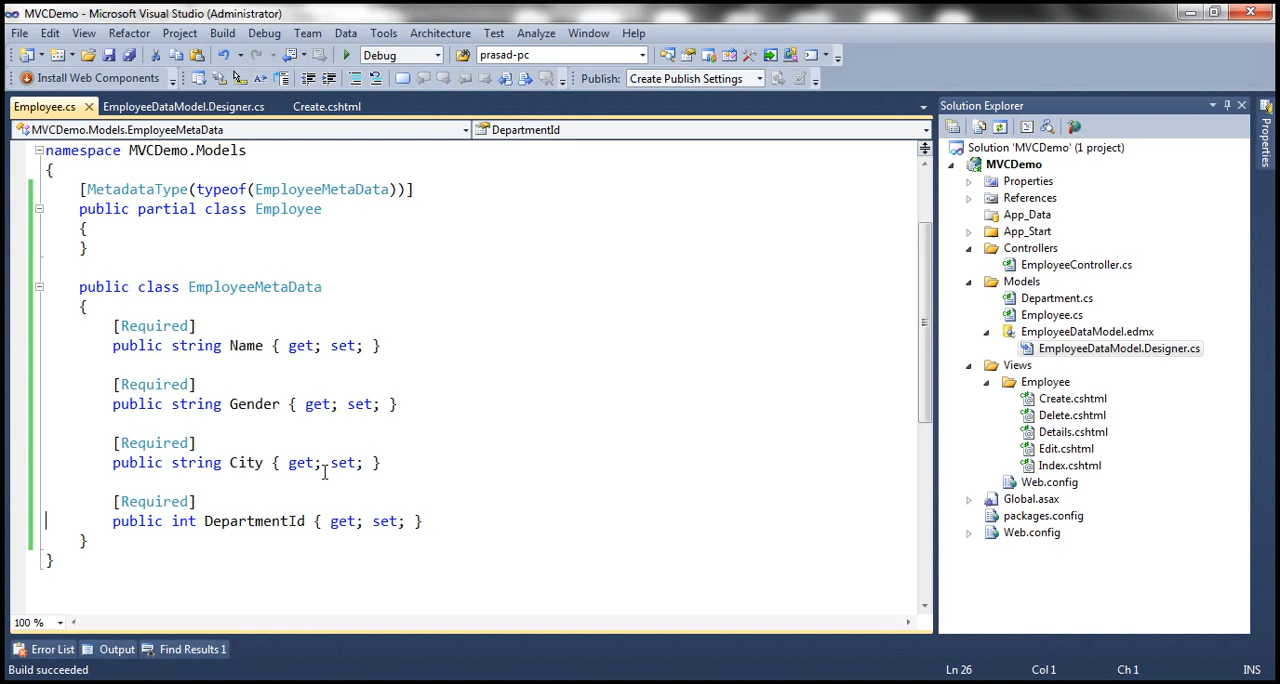 MVCDemo - Microsoft Visual Studio (Administrator)
File Edit View Refactor Project Build Debug Team Data Tools Architecture Test Analyze Window Help
Debug prasad-pc
Install Web Components Publish: Create Publish Settings
Employee.cs EmployeeDataModel.Designer.cs Create.cshtml
MVCDemo.Models.EmployeeMetaData DepartmentId
namespace MVCDemo.Models
{
[MetadataType(typeof(EmployeeMetaData))]
public partial class Employee
{
}
public class EmployeeMetaData
{
[Required]
public string Name { get; set; }
[Required]
public string Gender { get; set; }
[Required]
public string City { get; set; }
[Required]
public int DepartmentId { get; set; }
}
}
100 %
Solution Explorer
Solution 'MVCDemo' (1 project)
MVCDemo
Properties
References
App_Data
App_Start
Controllers
EmployeeController.cs
Models
Department.cs
Employee.cs
EmployeeDataModel.edmx
EmployeeDataModel.Designer.cs
Views
Employee
Create.cshtml
Delete.cshtml
Details.cshtml
Edit.cshtml
Index.cshtml
Web.config
Global.asax
packages.config
Web.config
Properties
Error List Output Find Results 1
Build succeeded Ln 26 Col 1 Ch 1 INS